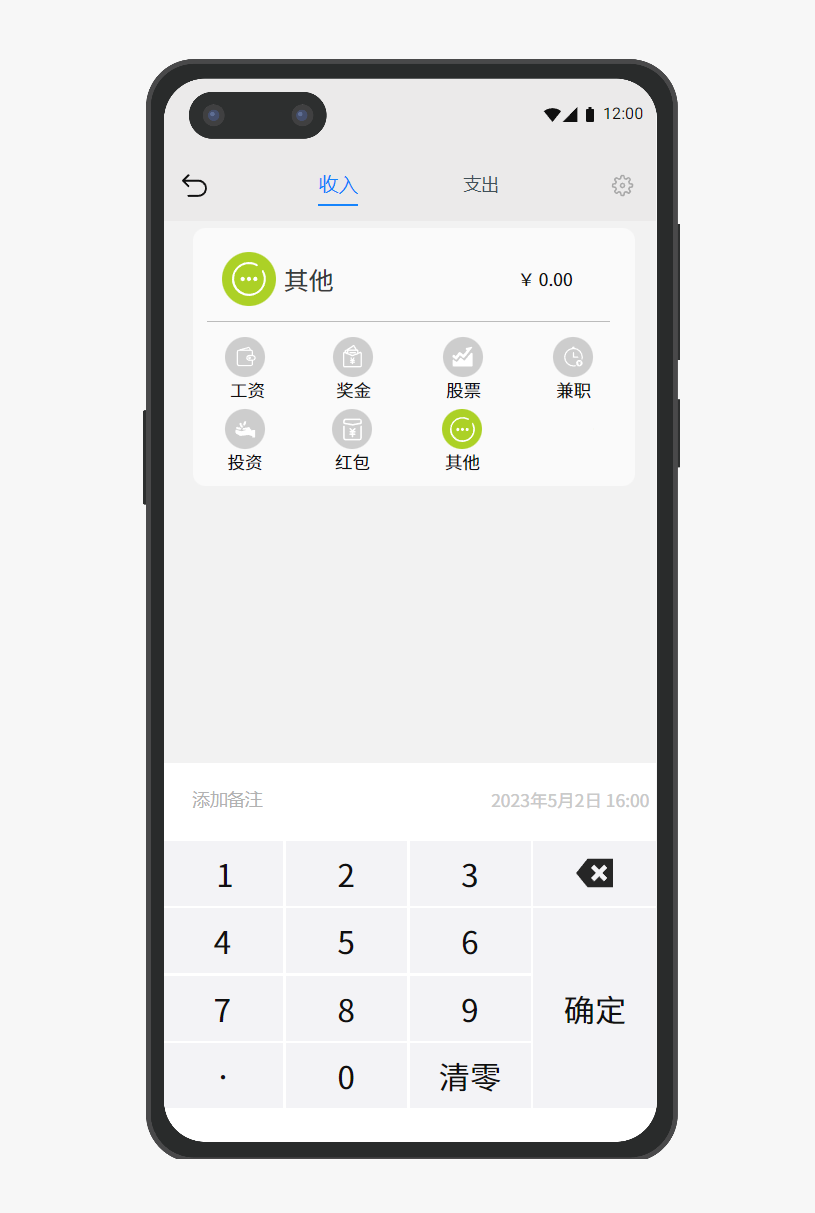 12:00
收入 支出
其他 ¥ 0.00
工资 奖金 股票 兼职
投资 红包 其他
添加备注 2023年5月2日 16:00
1 2 3
4 5 6
7 8 9 确定
· 0 清零